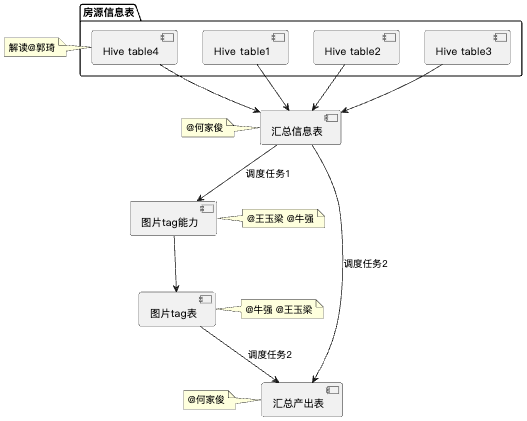 房源信息表
解读@郭琦
Hive table4
Hive table1
Hive table2
Hive table3
@何家俊
汇总信息表
调度任务1
图片tag能力
@王玉梁 @牛强
调度任务2
图片tag表
@牛强 @王玉梁
调度任务2
@何家俊
汇总产出表